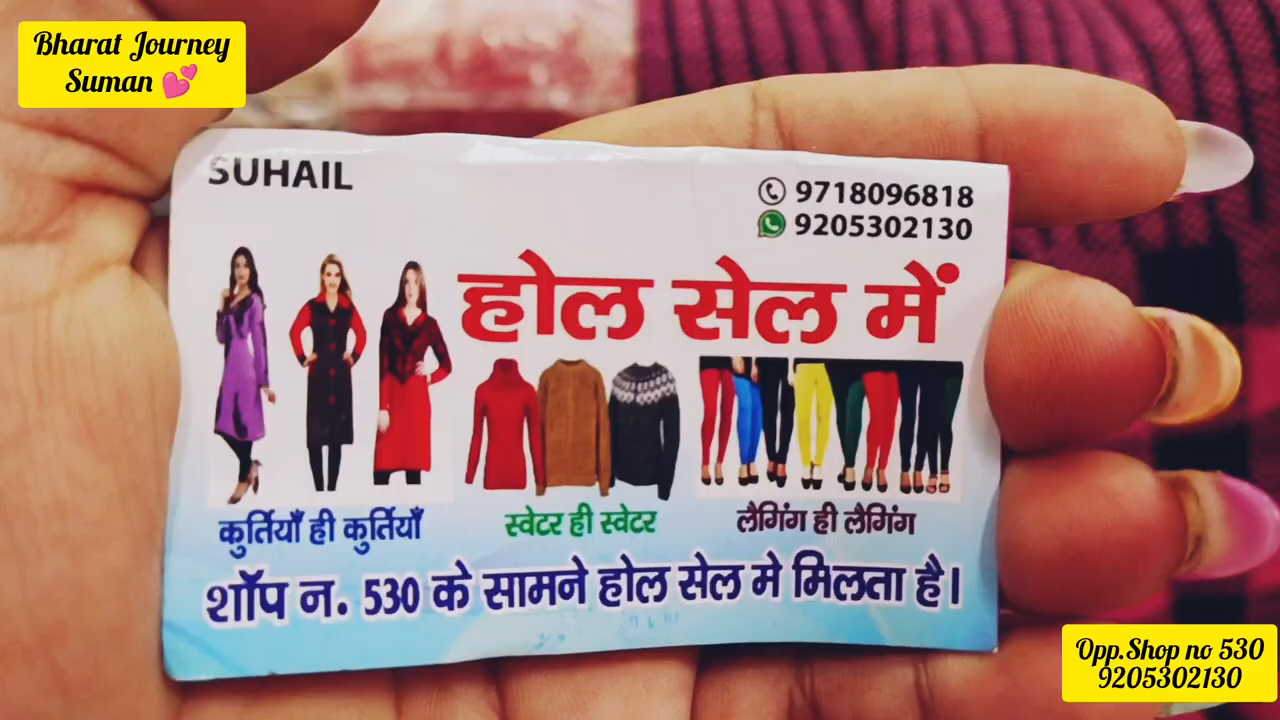 Bharat Journey
Suman 💕
SUHAIL
9718096818
9205302130
होल सेल में
कुर्तियाँ ही कुर्तियाँ
स्वेटर ही स्वेटर
लैगिंग ही लैगिंग
शॉप न. 530 के सामने होल सेल मे मिलता है।
Opp.Shop no 530
9205302130